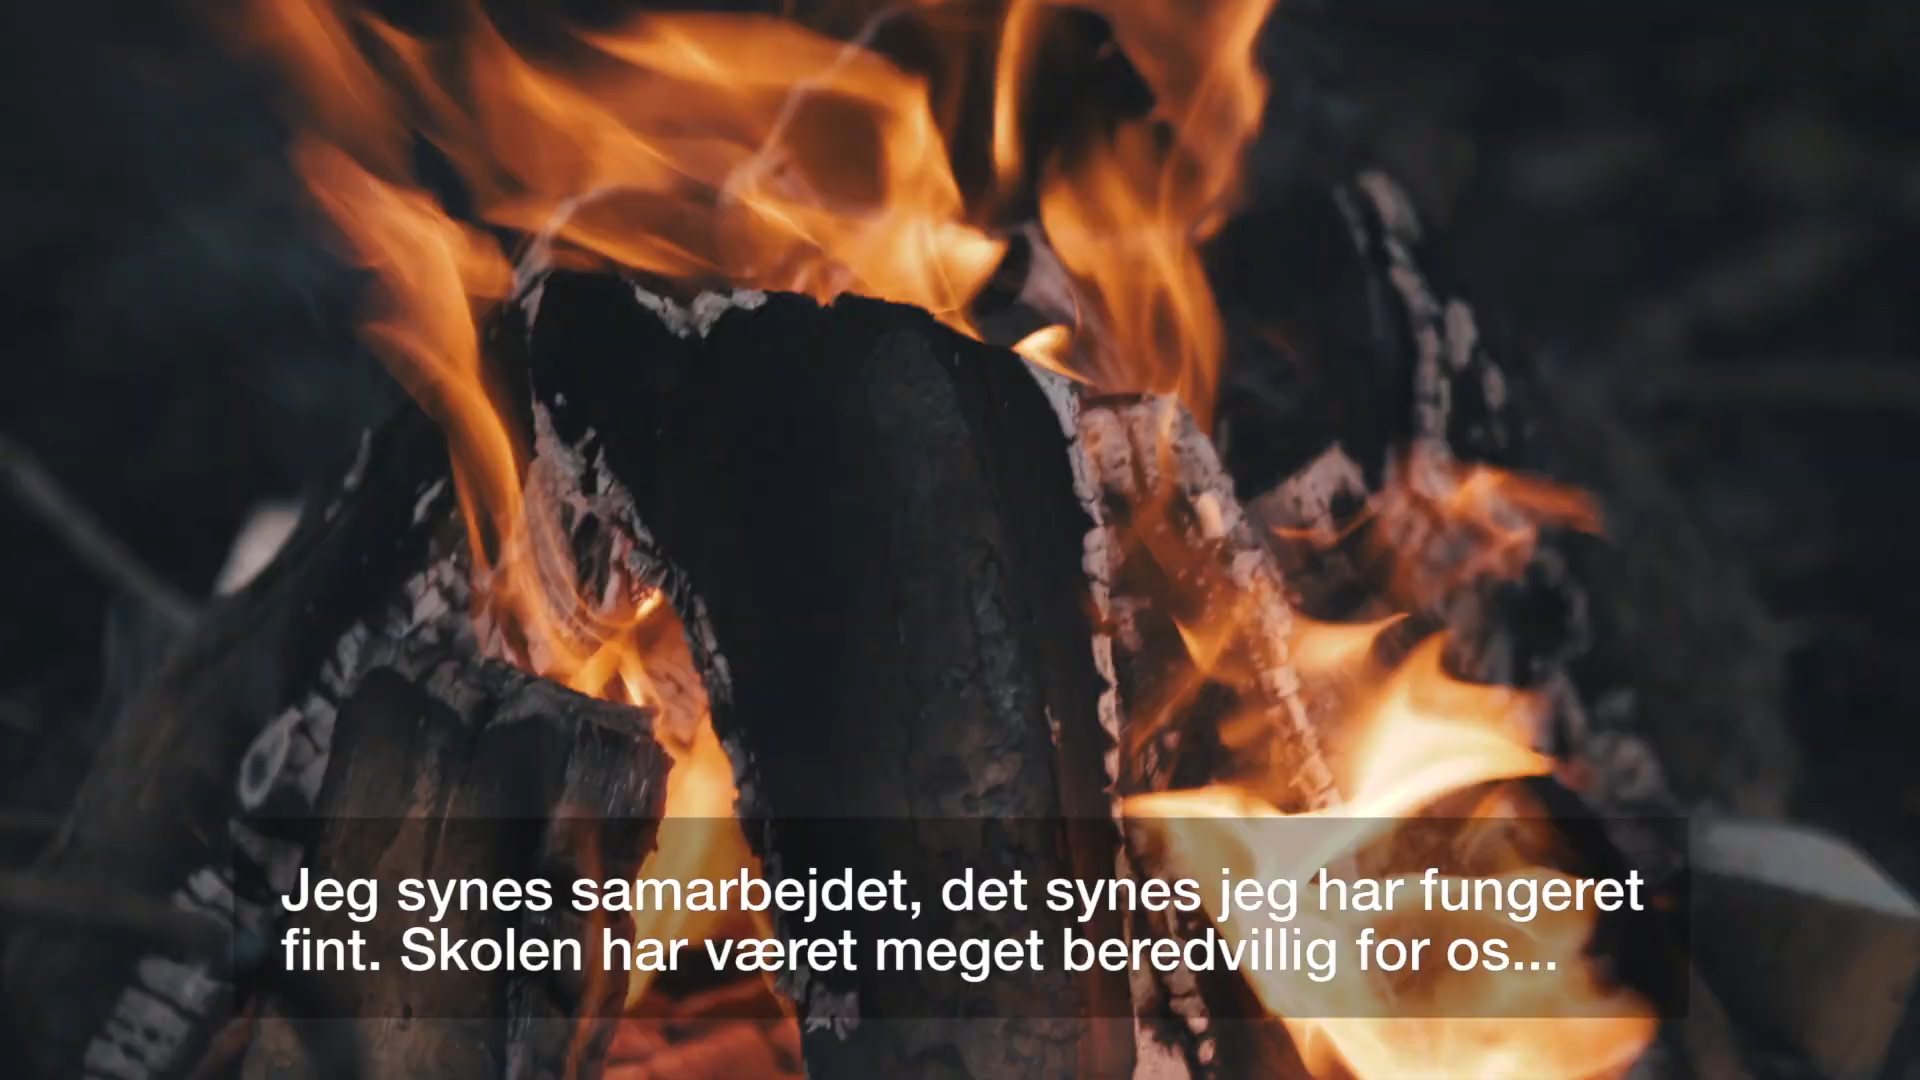 Jeg synes samarbejdet, det synes jeg har fungeret
fint. Skolen har været meget beredvillig for os...